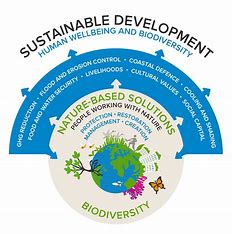 SUSTAINABLE DEVELOPMENT
HUMAN WELLBEING AND BIODIVERSITY
GHG REDUCTION • FLOOD AND EROSION CONTROL • COASTAL DEFENCE • COOLING AND SHADING
FOOD AND WATER SECURITY • LIVELIHOODS • CULTURAL VALUES • SOCIAL CAPITAL
NATURE-BASED SOLUTIONS
PEOPLE WORKING WITH NATURE
PROTECTION • RESTORATION
MANAGEMENT • CREATION
BIODIVERSITY